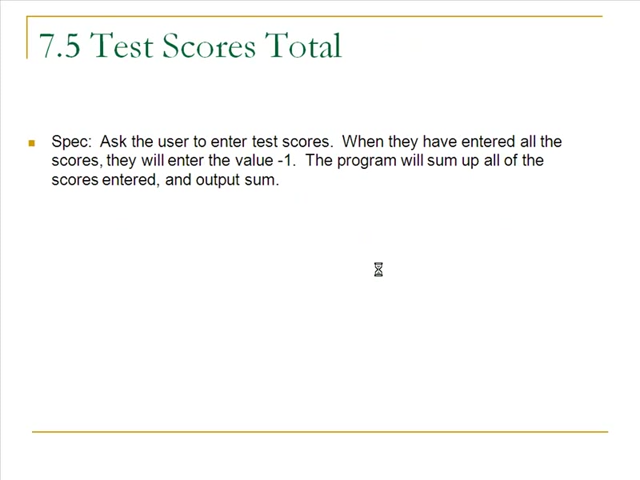 7.5 Test Scores Total
Spec:  Ask the user to enter test scores.  When they have entered all the
scores, they will enter the value -1.  The program will sum up all of the
scores entered, and output sum.